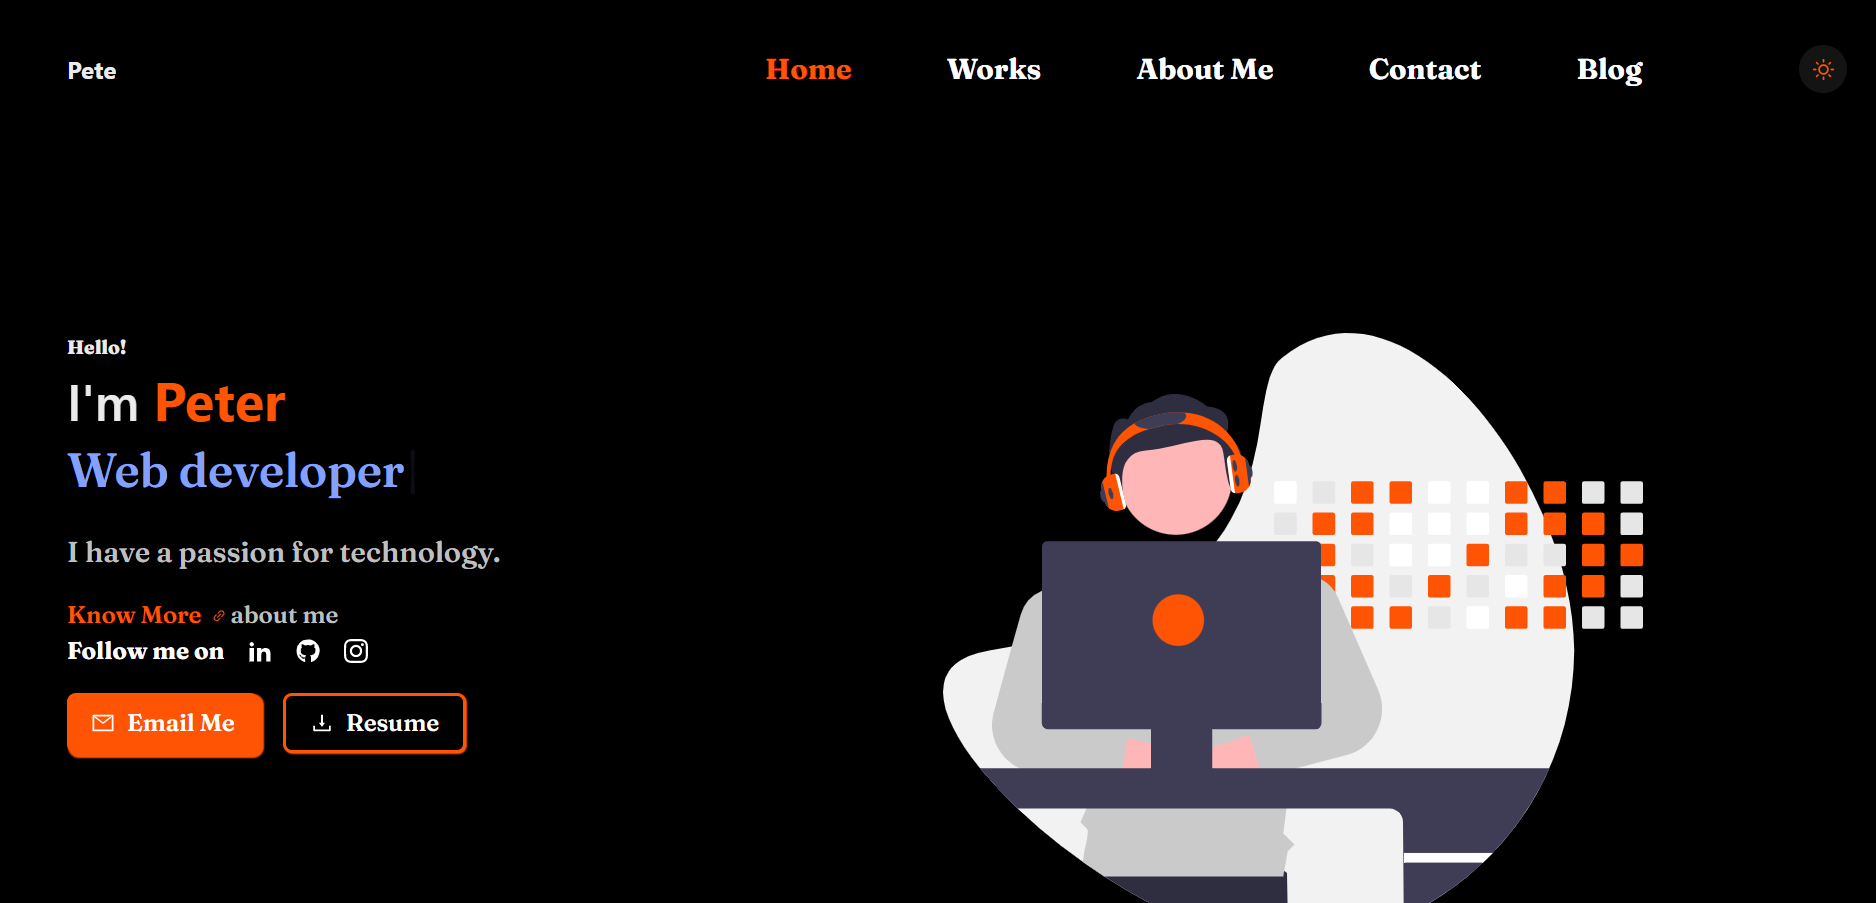 Pete
Home Works About Me Contact Blog
Hello!
I'm Peter
Web developer
I have a passion for technology.
Know More about me
Follow me on
Email Me Resume